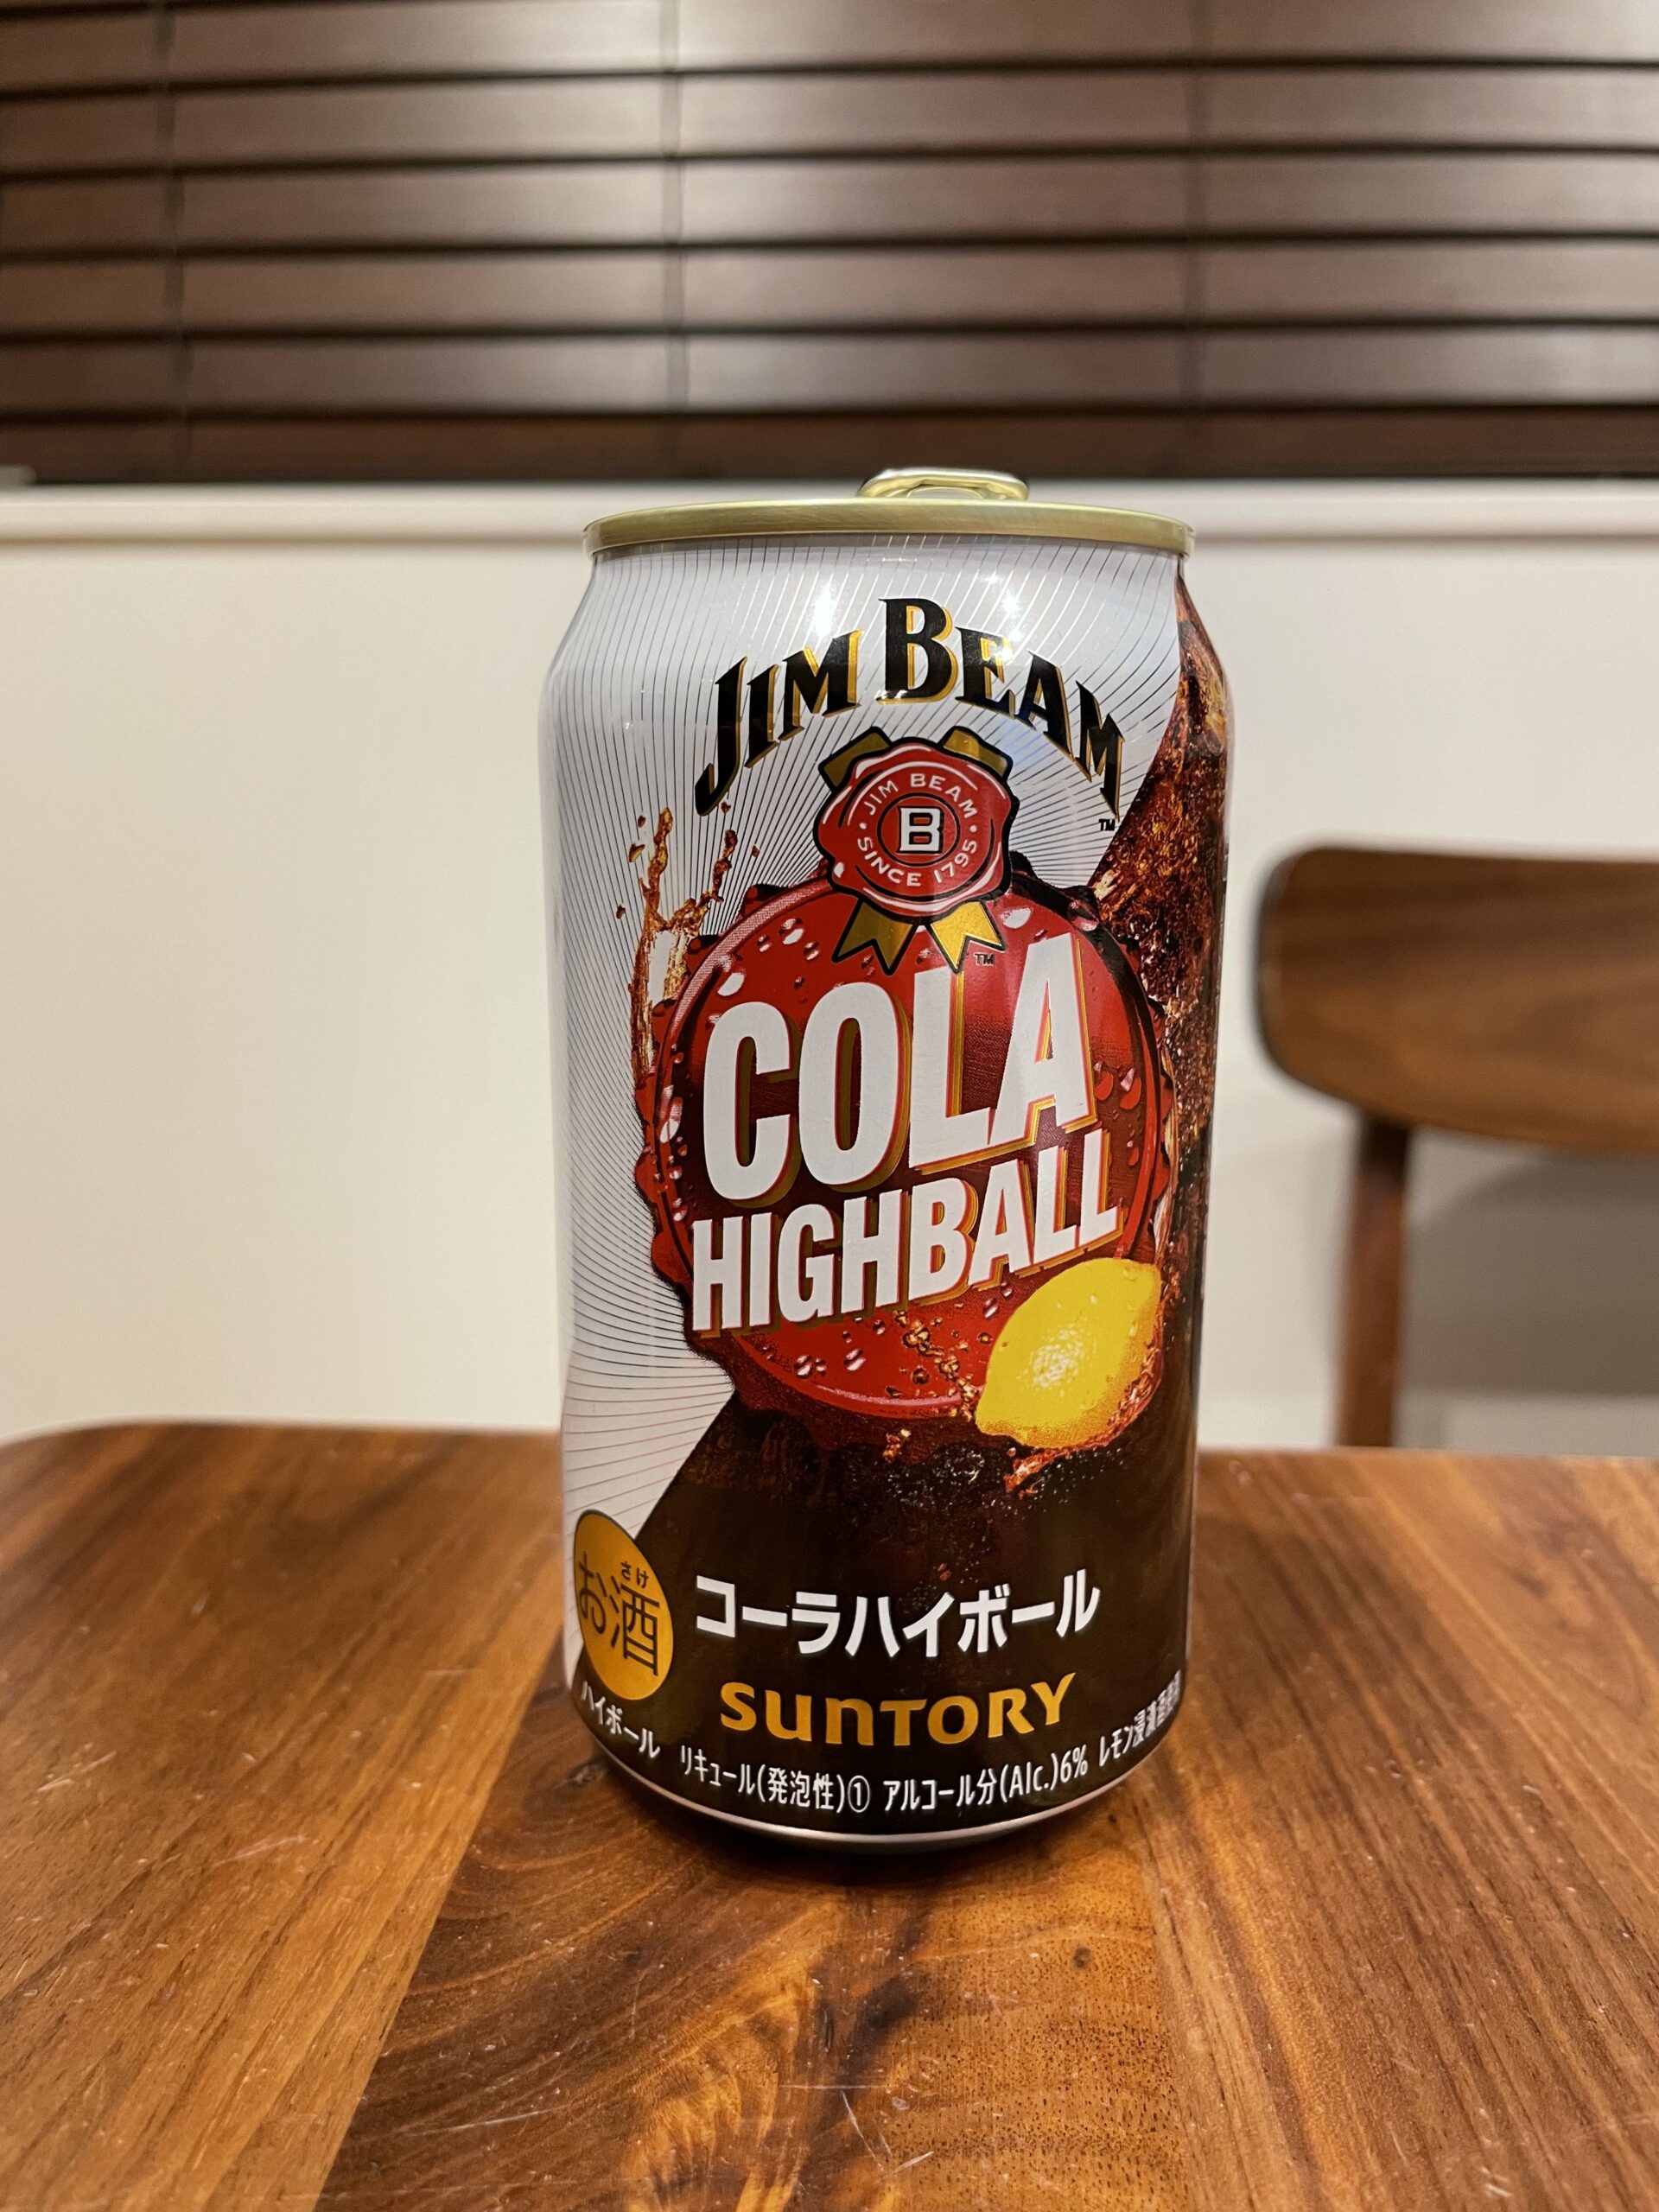 JIM BEAM
™
JIM BEAM
B
SINCE 1795
™
COLA
HIGHBALL
さけ
お酒
コーラハイボール
SUNTORY
ハイボール リキュール(発泡性)① アルコール分(Alc.)6% レモン浸漬酒使用